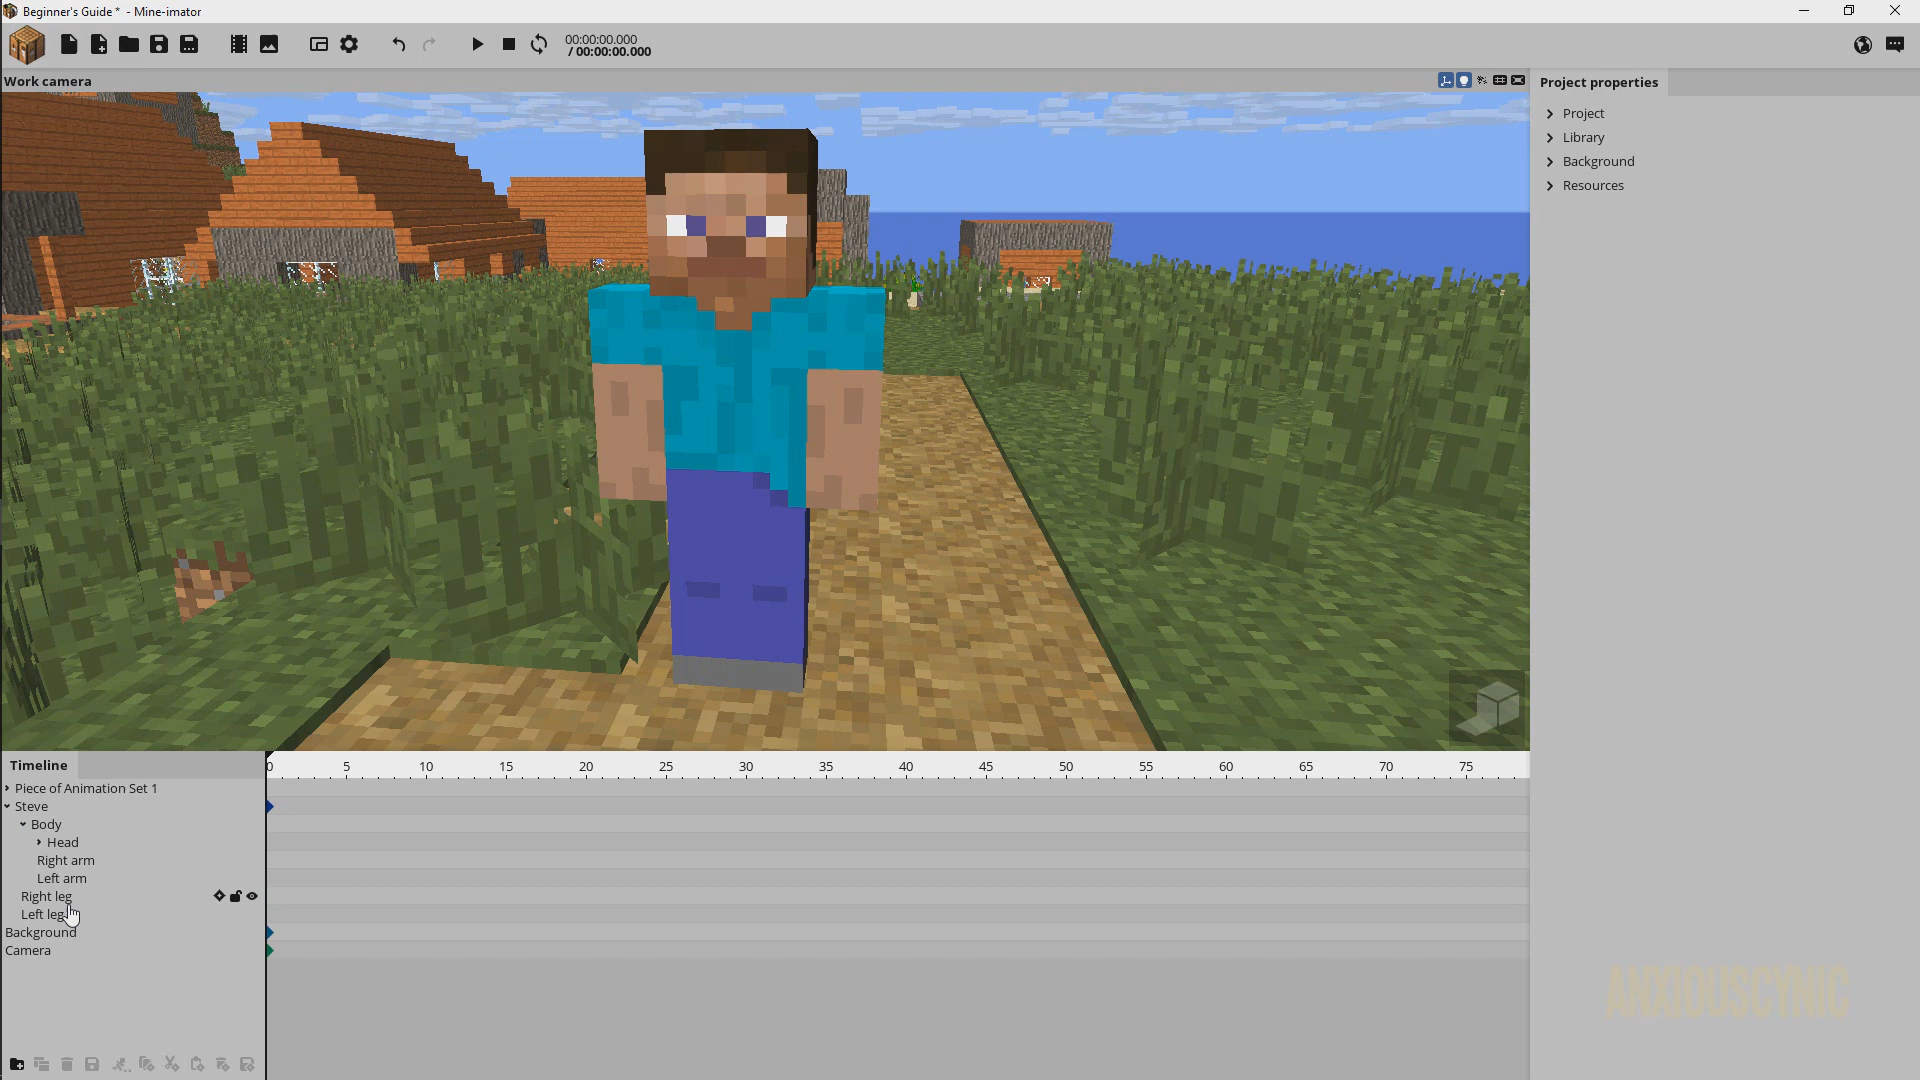 Beginner's Guide * - Mine-imator
00:00:00.000
/ 00:00:00.000
Work camera
Project properties
Project
Library
Background
Resources
Timeline
0 5 10 15 20 25 30 35 40 45 50 55 60 65 70 75
Piece of Animation Set 1
Steve
Body
Head
Right arm
Left arm
Right leg
Left leg
Background
Camera
ANXIOUSCYNIC